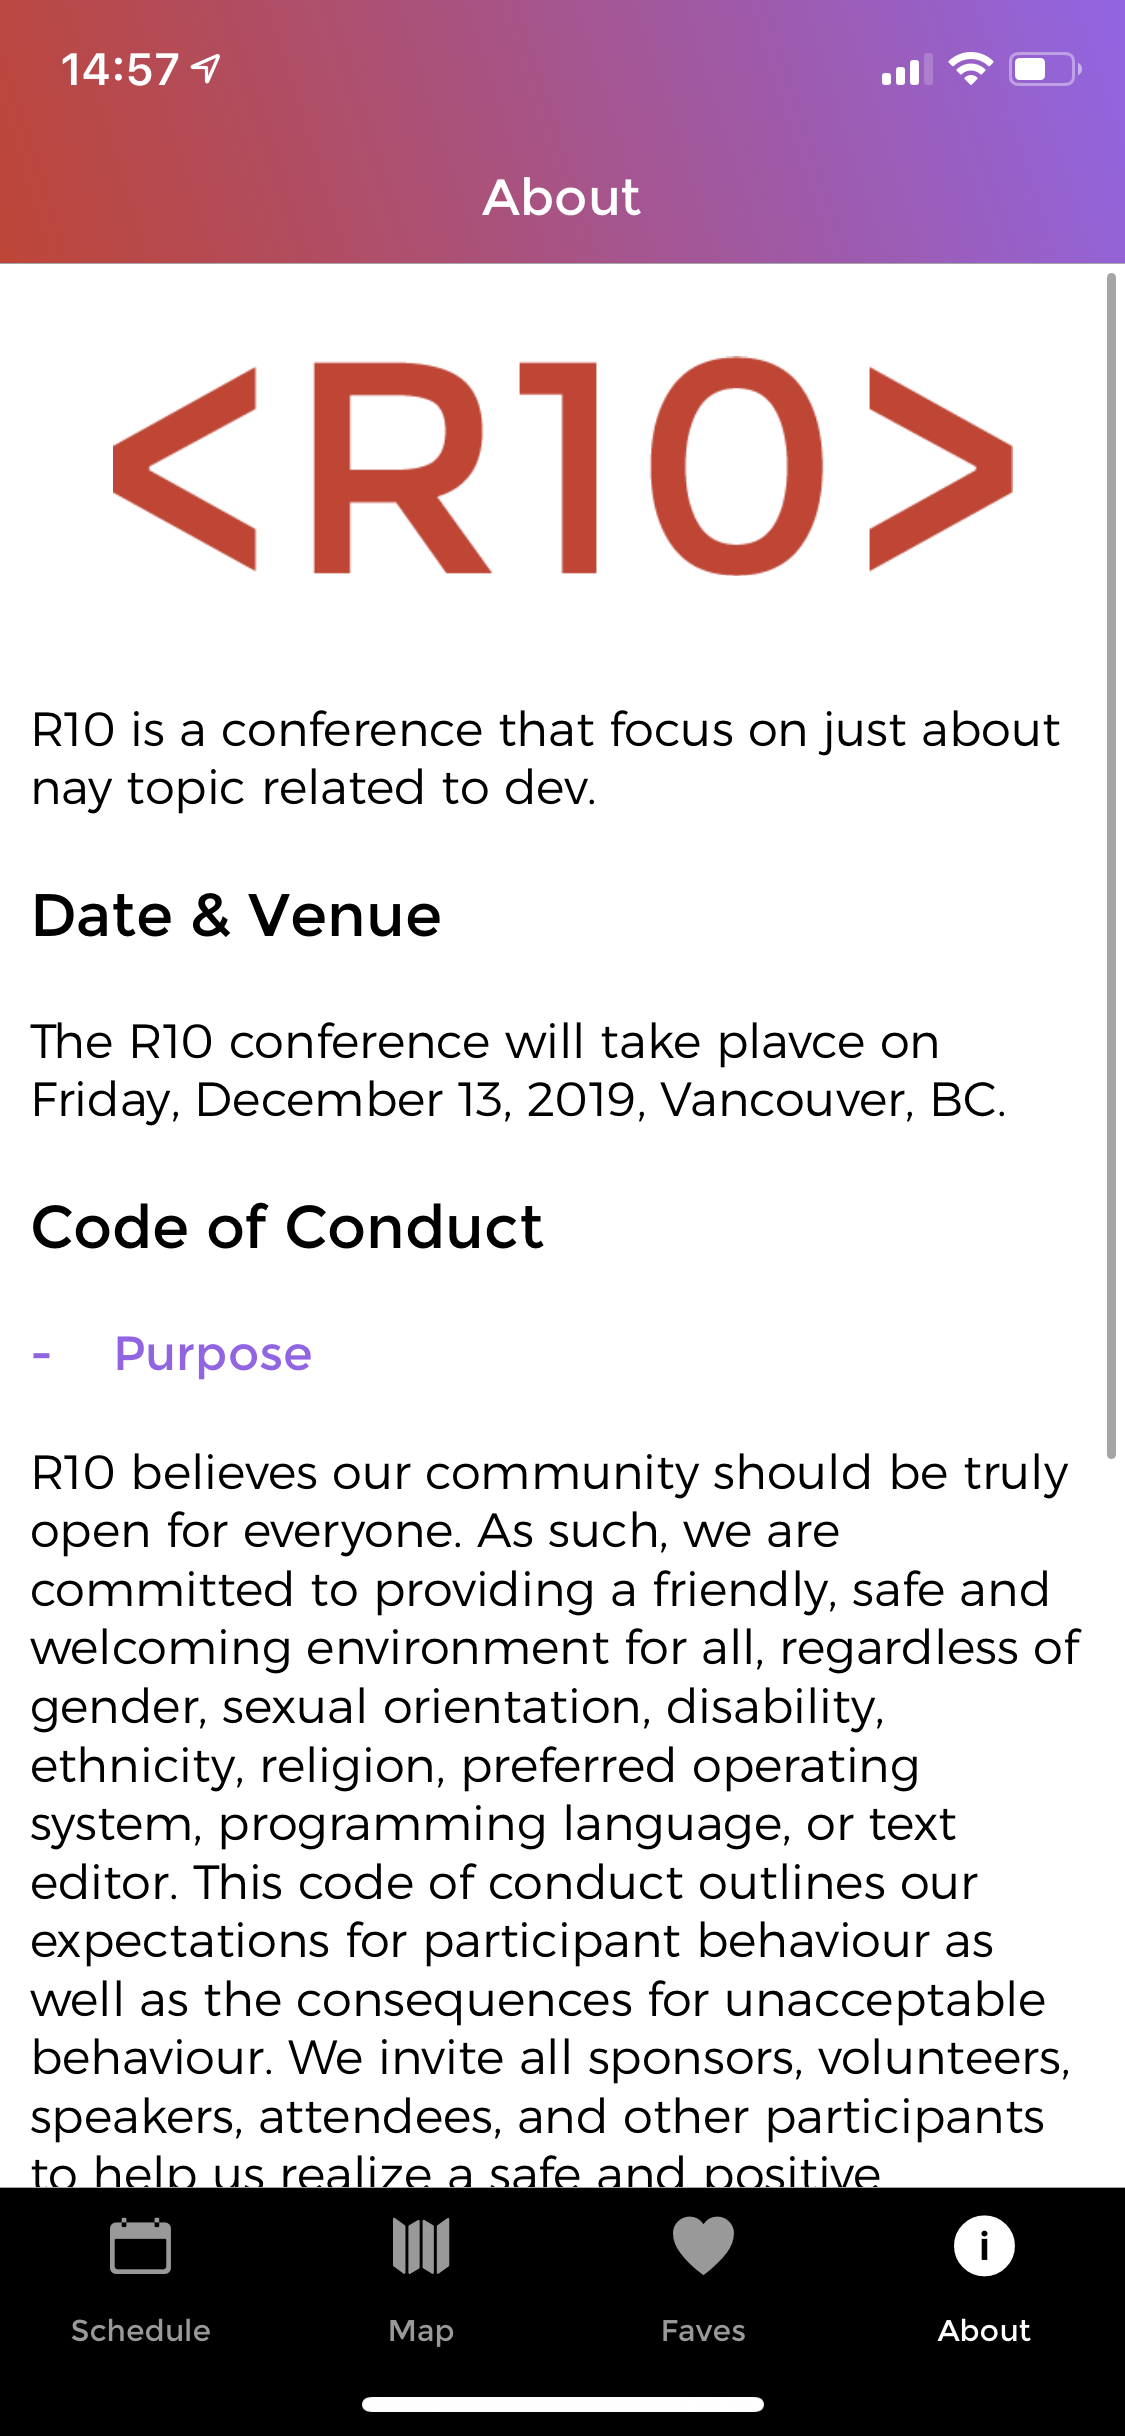 14:57
About
<R10>
R10 is a conference that focus on just about
nay topic related to dev.
Date & Venue
The R10 conference will take plavce on
Friday, December 13, 2019, Vancouver, BC.
Code of Conduct
- Purpose
R10 believes our community should be truly
open for everyone. As such, we are
committed to providing a friendly, safe and
welcoming environment for all, regardless of
gender, sexual orientation, disability,
ethnicity, religion, preferred operating
system, programming language, or text
editor. This code of conduct outlines our
expectations for participant behaviour as
well as the consequences for unacceptable
behaviour. We invite all sponsors, volunteers,
speakers, attendees, and other participants
to help us realize a safe and positive
Schedule Map Faves About